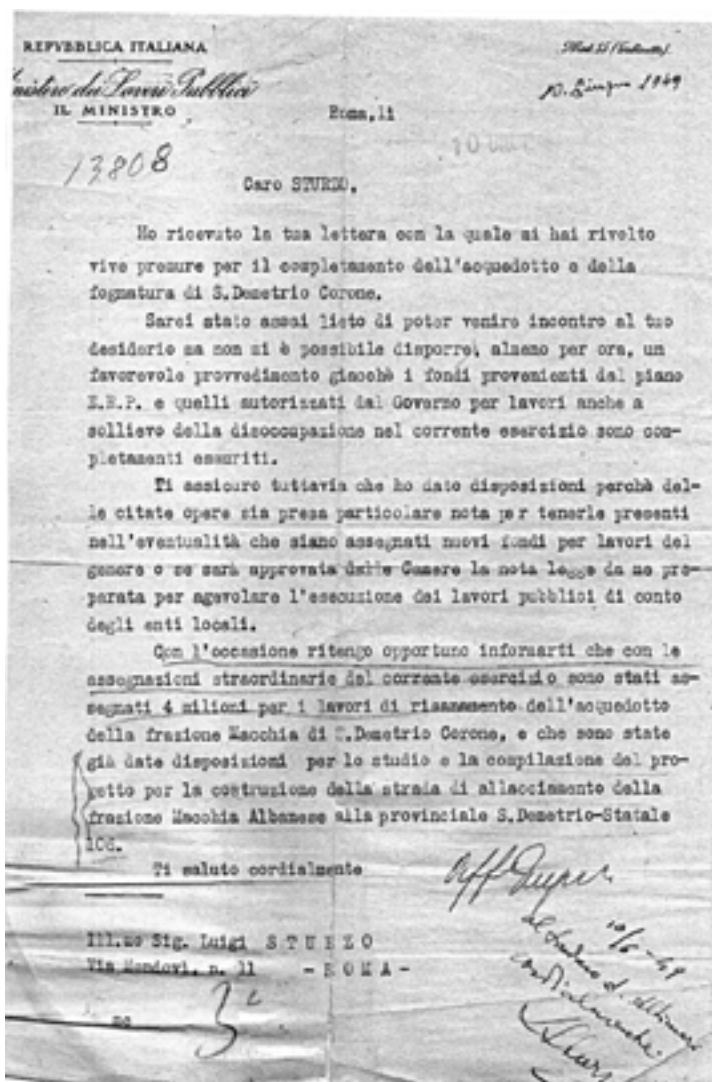 REPVBBLICA ITALIANA
Ministero dei Lavori Pubblici
IL MINISTRO
Roma, li
10 Giugno 1949
13808
Caro STURZO,
Ho ricevuto la tua lettera con la quale mi hai rivolto
vive premure per il completamento dell'acquedotto e della
fognatura di S.Demetrio Corone.
Sarei stato assai lieto di poter venire incontro al tuo
desiderio ma non mi è possibile disporre, almeno per ora, un
favorevole provvedimento giacchè i fondi provenienti dal piano
E.R.P. e quelli autorizzati dal Governo per lavori anche a
sollievo della disoccupazione nel corrente esercizio sono com-
pletamenti esauriti.
Ti assicuro tuttavia che ho dato disposizioni perchè del-
le citate opere sia presa particolare nota per tenerle presenti
nell'eventualità che siano assegnati nuovi fondi per lavori del
genere o se sarà approvata dalle Camere la nota legge da me pre-
parata per agevolare l'esecuzione dei lavori pubblici di conto
degli enti locali.
Con l'occasione ritengo opportuno informarti che con le
assegnazioni straordinarie del corrente esercizio sono stati as-
segnati 4 milioni per i lavori di risanamento dell'acquedotto
della frazione Macchia di S.Demetrio Corone, e che sono state
già date disposizioni per lo studio e la compilazione del pro-
getto per la costruzione della strada di allacciamento della
frazione Macchia Albanese alla provinciale S.Demetrio-Statale
106.
Ti saluto cordialmente
Ill.mo Sig. Luigi STURZO
Via Mondovi, n. 11 - ROMA -
10/6-49
cordialmente